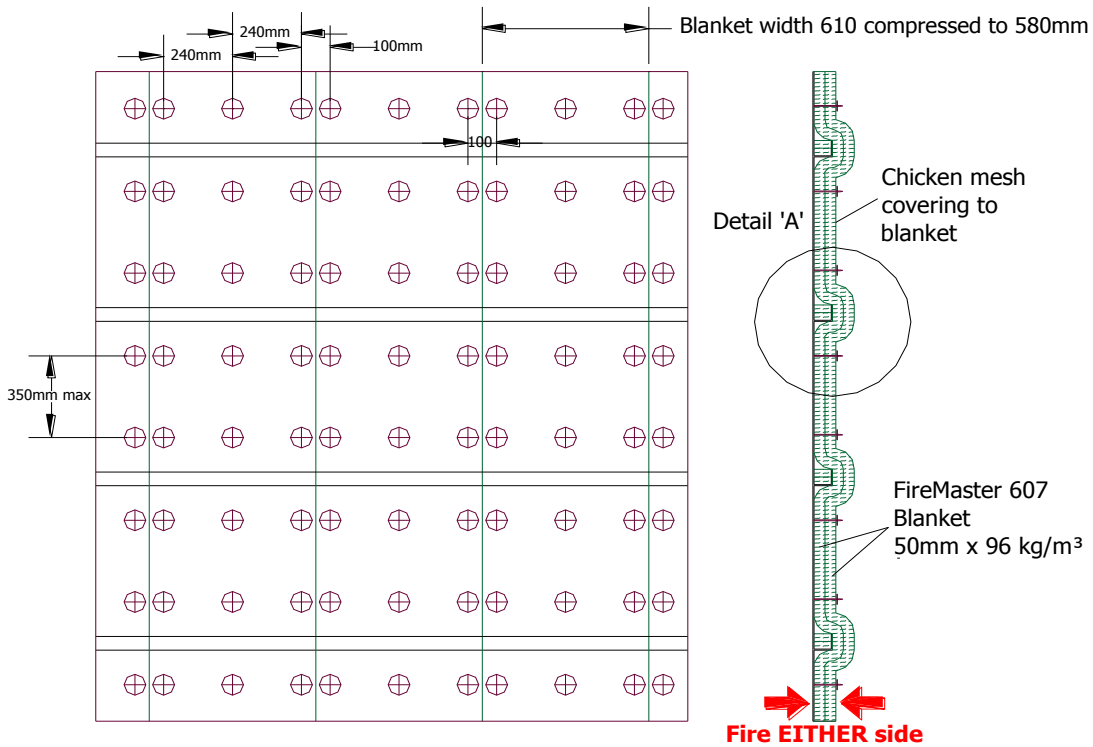 Blanket width 610 compressed to 580mm
240mm
100mm
240mm
100
Chicken mesh
covering to
blanket
Detail 'A'
350mm max
FireMaster 607
Blanket
50mm x 96 kg/m³
Fire EITHER side